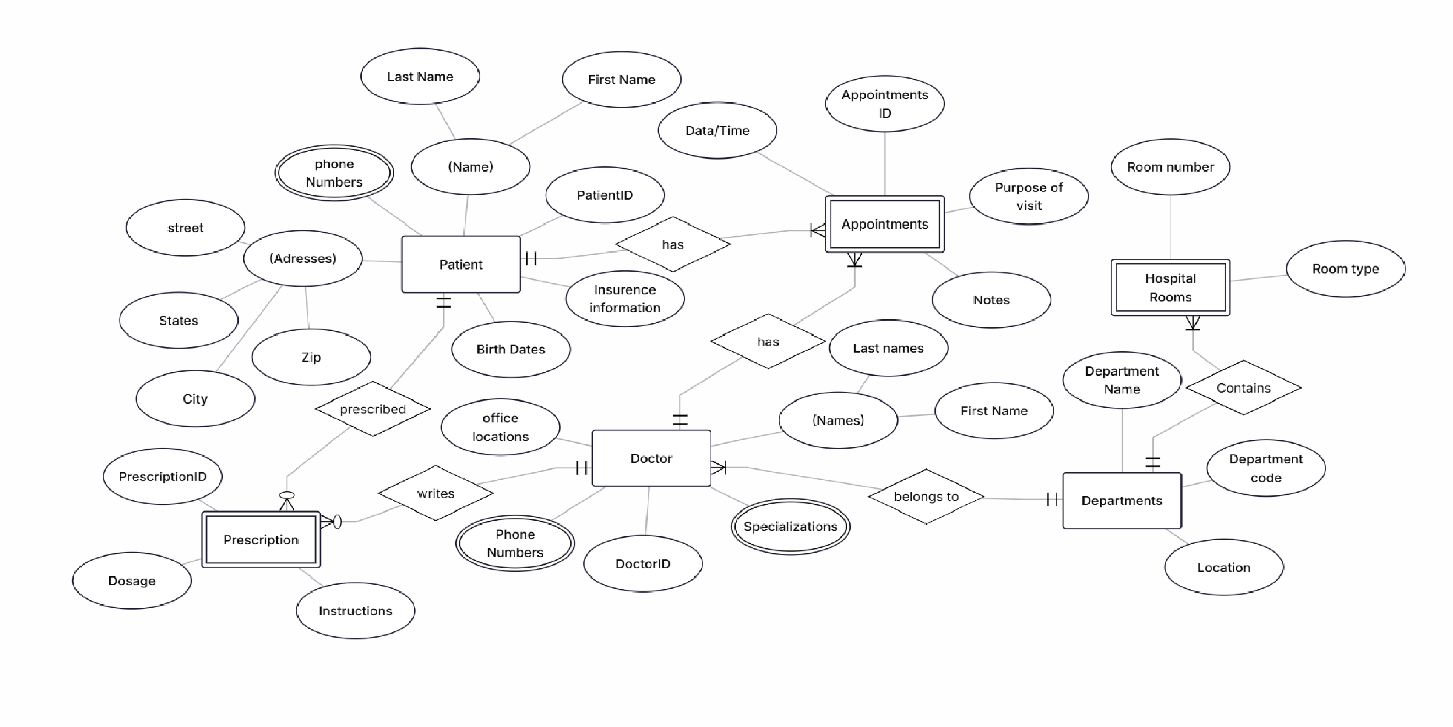 Last Name
First Name
Appointments
ID
Data/Time
phone
Numbers
(Name)
Room number
PatientID
Purpose of
visit
street
Appointments
has
(Adresses)
Patient
Room type
Hospital
Rooms
Insurence
information
Notes
States
has
Last names
Birth Dates
Zip
Department
Name
Contains
City
prescribed
(Names)
First Name
office
locations
Doctor
Department
code
PrescriptionID
writes
belongs to
Departments
Specializations
Prescription
Phone
Numbers
DoctorID
Location
Dosage
Instructions